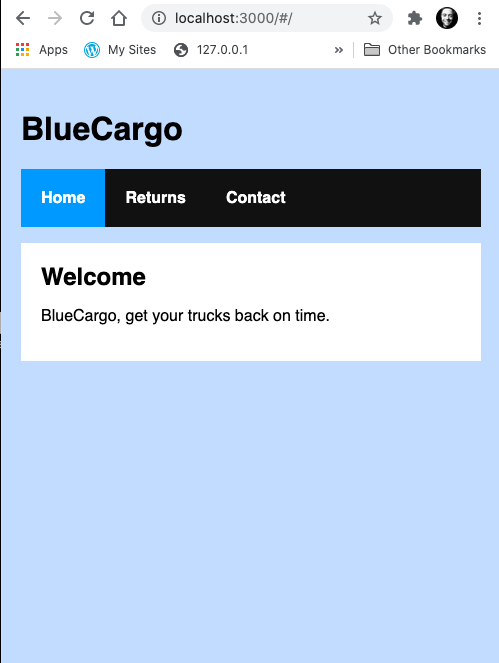 localhost:3000/#/
Apps My Sites 127.0.0.1 » Other Bookmarks
BlueCargo
Home Returns Contact
Welcome
BlueCargo, get your trucks back on time.